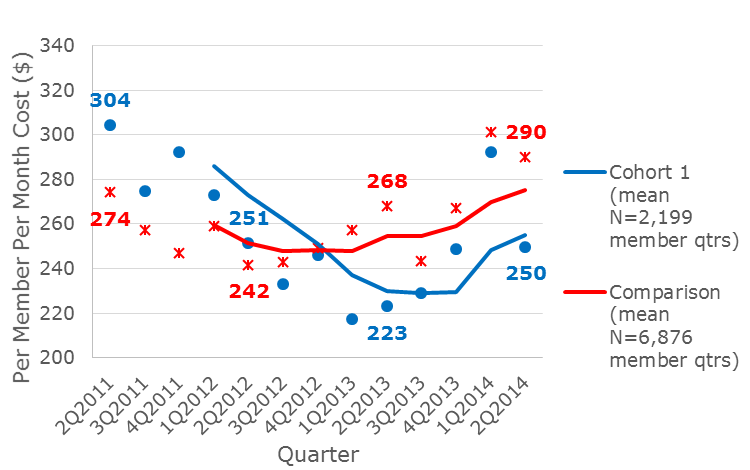 Per Member Per Month Cost ($)
340
320
300
280
260
240
220
200
304
274
251
242
268
223
290
250
2Q2011
3Q2011
4Q2011
1Q2012
2Q2012
3Q2012
4Q2012
1Q2013
2Q2013
3Q2013
4Q2013
1Q2014
2Q2014
Quarter
Cohort 1
(mean
N=2,199
member qtrs)
Comparison
(mean
N=6,876
member qtrs)